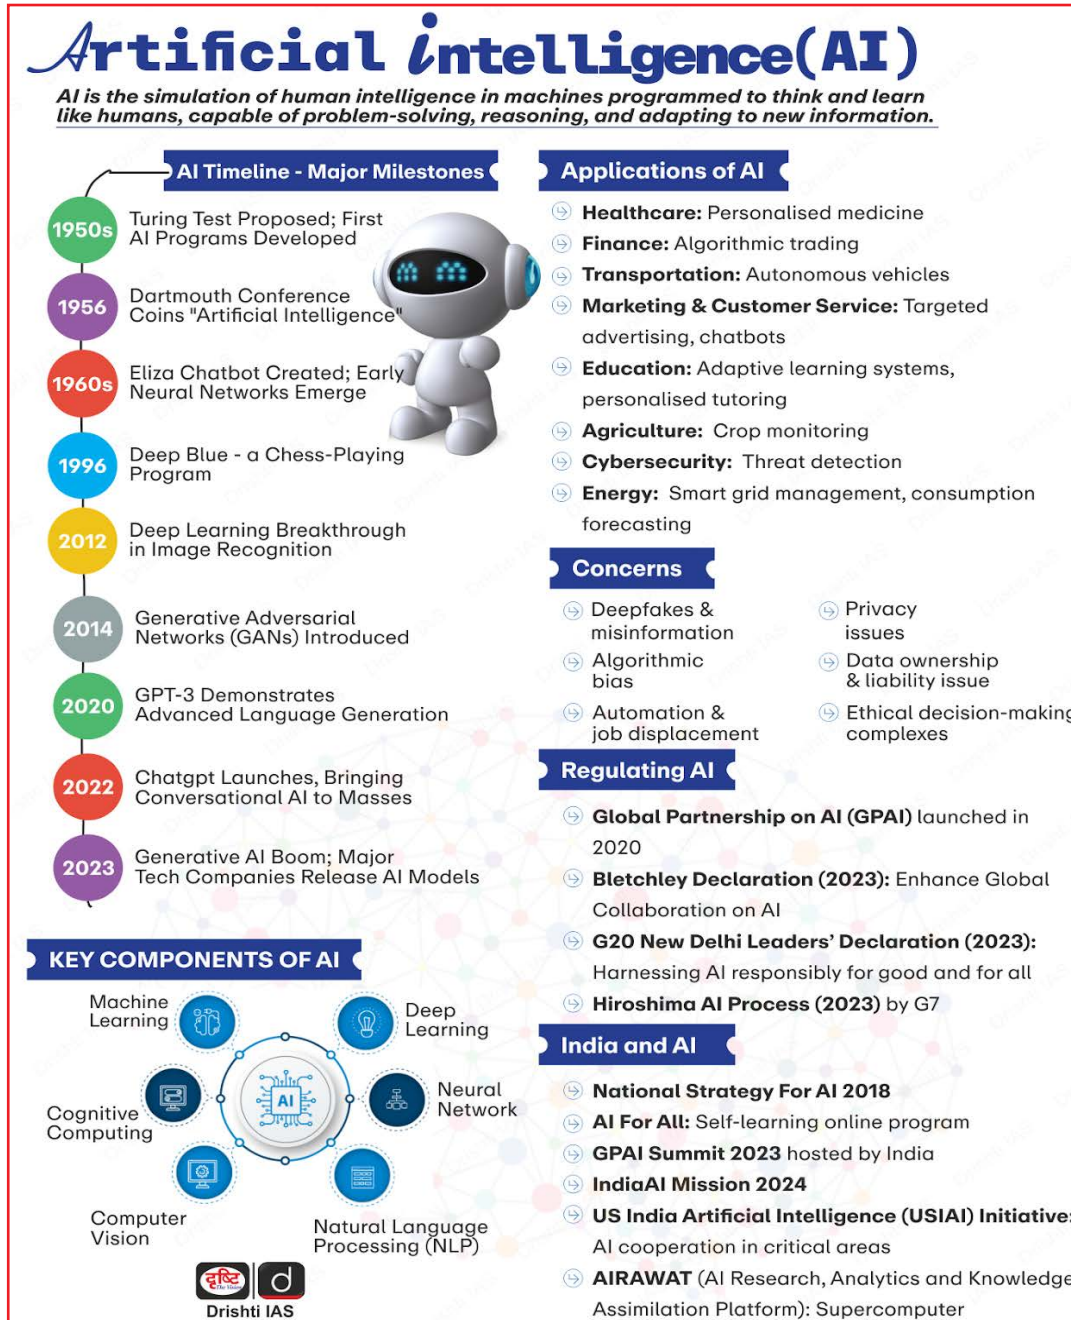 Artificial intelligence(AI)
AI is the simulation of human intelligence in machines programmed to think and learn
like humans, capable of problem-solving, reasoning, and adapting to new information.
AI Timeline - Major Milestones
1950s
Turing Test Proposed; First
AI Programs Developed
1956
Dartmouth Conference
Coins "Artificial Intelligence"
1960s
Eliza Chatbot Created; Early
Neural Networks Emerge
1996
Deep Blue - a Chess-Playing
Program
2012
Deep Learning Breakthrough
in Image Recognition
2014
Generative Adversarial
Networks (GANs) Introduced
2020
GPT-3 Demonstrates
Advanced Language Generation
2022
Chatgpt Launches, Bringing
Conversational AI to Masses
2023
Generative AI Boom; Major
Tech Companies Release AI Models
KEY COMPONENTS OF AI
Machine
Learning
Deep
Learning
Cognitive
Computing
AI
Neural
Network
Computer
Vision
Natural Language
Processing (NLP)
दृष्टि
The Vision
d
Drishti IAS
Applications of AI
Healthcare: Personalised medicine
Finance: Algorithmic trading
Transportation: Autonomous vehicles
Marketing & Customer Service: Targeted
advertising, chatbots
Education: Adaptive learning systems,
personalised tutoring
Agriculture: Crop monitoring
Cybersecurity: Threat detection
Energy: Smart grid management, consumption
forecasting
Concerns
Deepfakes &
misinformation
Privacy
issues
Algorithmic
bias
Data ownership
& liability issue
Automation &
job displacement
Ethical decision-making
complexes
Regulating AI
Global Partnership on AI (GPAI) launched in
2020
Bletchley Declaration (2023): Enhance Global
Collaboration on AI
G20 New Delhi Leaders’ Declaration (2023):
Harnessing AI responsibly for good and for all
Hiroshima AI Process (2023) by G7
India and AI
National Strategy For AI 2018
AI For All: Self-learning online program
GPAI Summit 2023 hosted by India
IndiaAI Mission 2024
US India Artificial Intelligence (USIAI) Initiative:
AI cooperation in critical areas
AIRAWAT (AI Research, Analytics and Knowledge
Assimilation Platform): Supercomputer